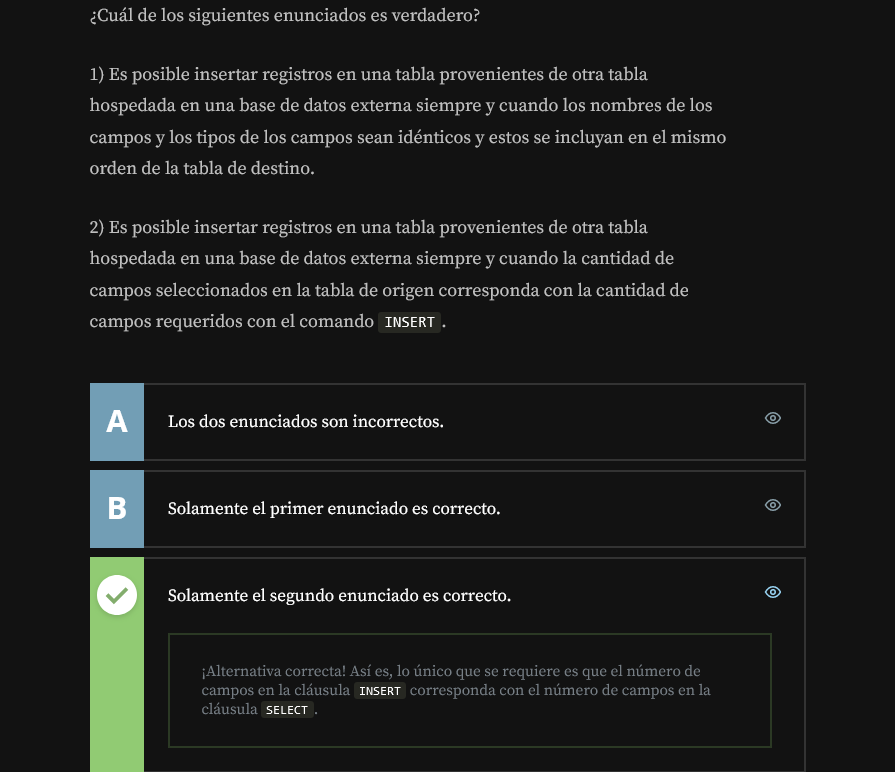 ¿Cuál de los siguientes enunciados es verdadero?
1) Es posible insertar registros en una tabla provenientes de otra tabla
hospedada en una base de datos externa siempre y cuando los nombres de los
campos y los tipos de los campos sean idénticos y estos se incluyan en el mismo
orden de la tabla de destino.
2) Es posible insertar registros en una tabla provenientes de otra tabla
hospedada en una base de datos externa siempre y cuando la cantidad de
campos seleccionados en la tabla de origen corresponda con la cantidad de
campos requeridos con el comando INSERT.
A Los dos enunciados son incorrectos.
B Solamente el primer enunciado es correcto.
Solamente el segundo enunciado es correcto.
¡Alternativa correcta! Así es, lo único que se requiere es que el número de
campos en la cláusula INSERT corresponda con el número de campos en la
cláusula SELECT.